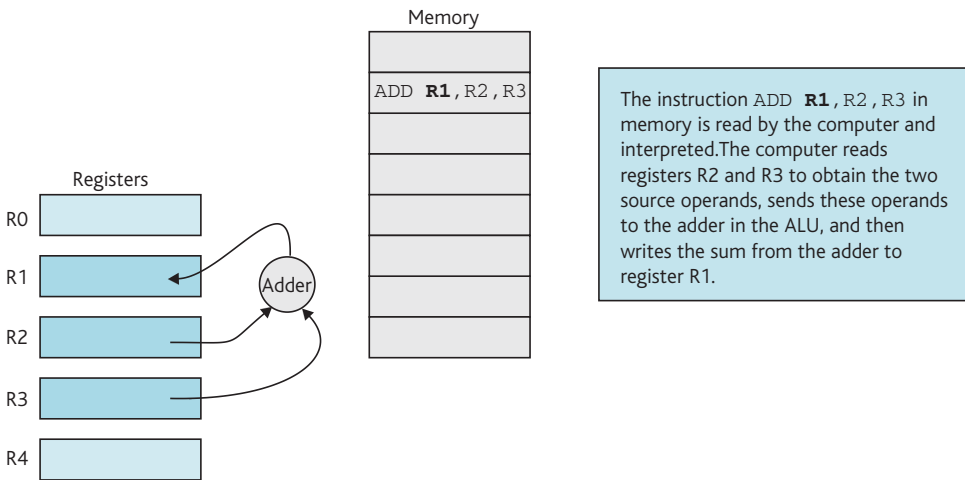 Memory
ADD R1,R2,R3
The instruction ADD R1,R2,R3 in
memory is read by the computer and
interpreted.The computer reads
registers R2 and R3 to obtain the two
source operands, sends these operands
to the adder in the ALU, and then
writes the sum from the adder to
register R1.
Registers
R0
R1
Adder
R2
R3
R4